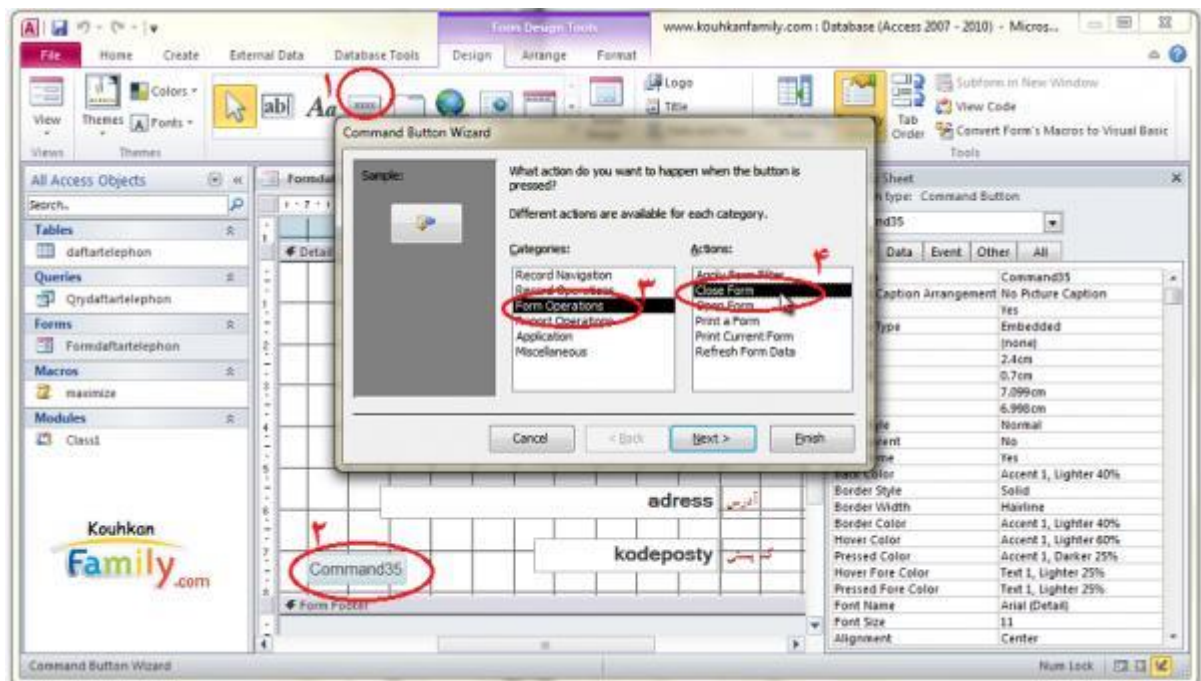 Form Design Tools
www.kouhkanfamily.com : Database (Access 2007 - 2010) - Micros...
File Home Create External Data Database Tools Design Arrange Format
View
Themes
Colors
Fonts
Views
Themes
ab
Aa
XXXX
Logo
Title
Tab Order
Subform in New Window
View Code
Convert Form's Macros to Visual Basic
Tools
۱
All Access Objects
Search..
Tables
daftartelephon
Queries
Qrydaftartelephon
Forms
Formdaftartelephon
Macros
maximize
Modules
Class1
Kouhkan
Family.com
Detail
Command Button Wizard
Sample:
What action do you want to happen when the button is pressed?
Different actions are available for each category.
Categories:
Actions:
Record Navigation
Record Operations
Form Operations
Report Operations
Application
Miscellaneous
۳
Apply Form Filter
Close Form
Open Form
Print a Form
Print Current Form
Refresh Form Data
۴
Cancel
< Back
Next >
Finish
adress آدرس
kodeposty
۲
Command35
Form Footer
Sheet
type: Command Button
nd35
Data Event Other All
Command35
Caption Arrangement No Picture Caption
Yes
Type Embedded
(none)
2.4cm
0.7cm
7.099cm
6.998cm
Normal
No
Yes
Back Color Accent 1, Lighter 40%
Border Style Solid
Border Width Hairline
Border Color Accent 1, Lighter 40%
Hover Color Accent 1, Lighter 60%
Pressed Color Accent 1, Darker 25%
Hover Fore Color Text 1, Lighter 25%
Pressed Fore Color Text 1, Lighter 25%
Font Name Arial (Detail)
Font Size 11
Alignment Center
Command Button Wizard
Num Lock